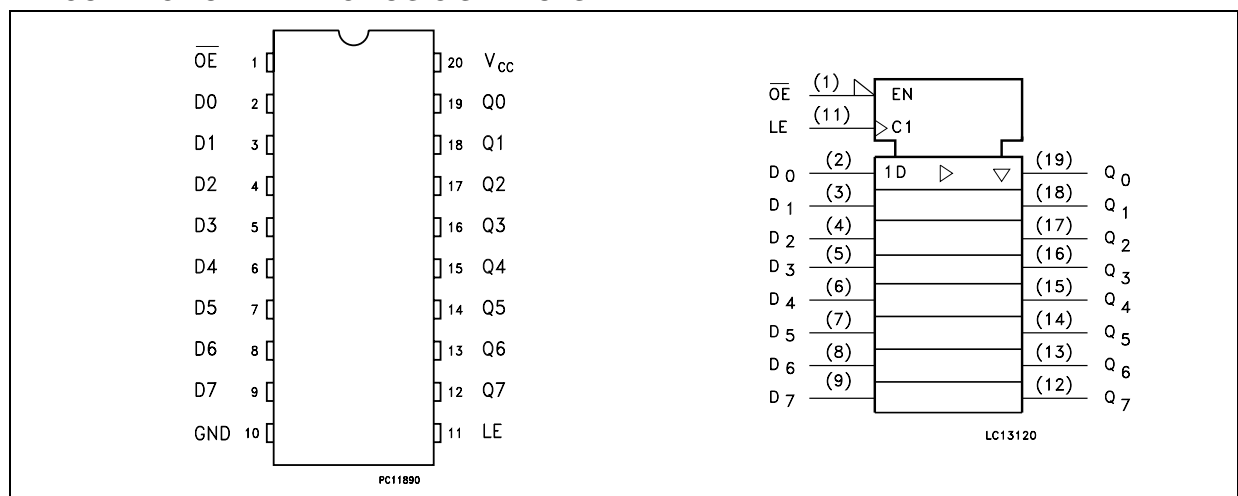 OE 1 20 VCC
D0 2 19 Q0
D1 3 18 Q1
D2 4 17 Q2
D3 5 16 Q3
D4 6 15 Q4
D5 7 14 Q5
D6 8 13 Q6
D7 9 12 Q7
GND 10 11 LE
PC11890
OE (1) EN
LE (11) C1
D0 (2) 1D (19) Q0
D1 (3) (18) Q1
D2 (4) (17) Q2
D3 (5) (16) Q3
D4 (6) (15) Q4
D5 (7) (14) Q5
D6 (8) (13) Q6
D7 (9) (12) Q7
LC13120